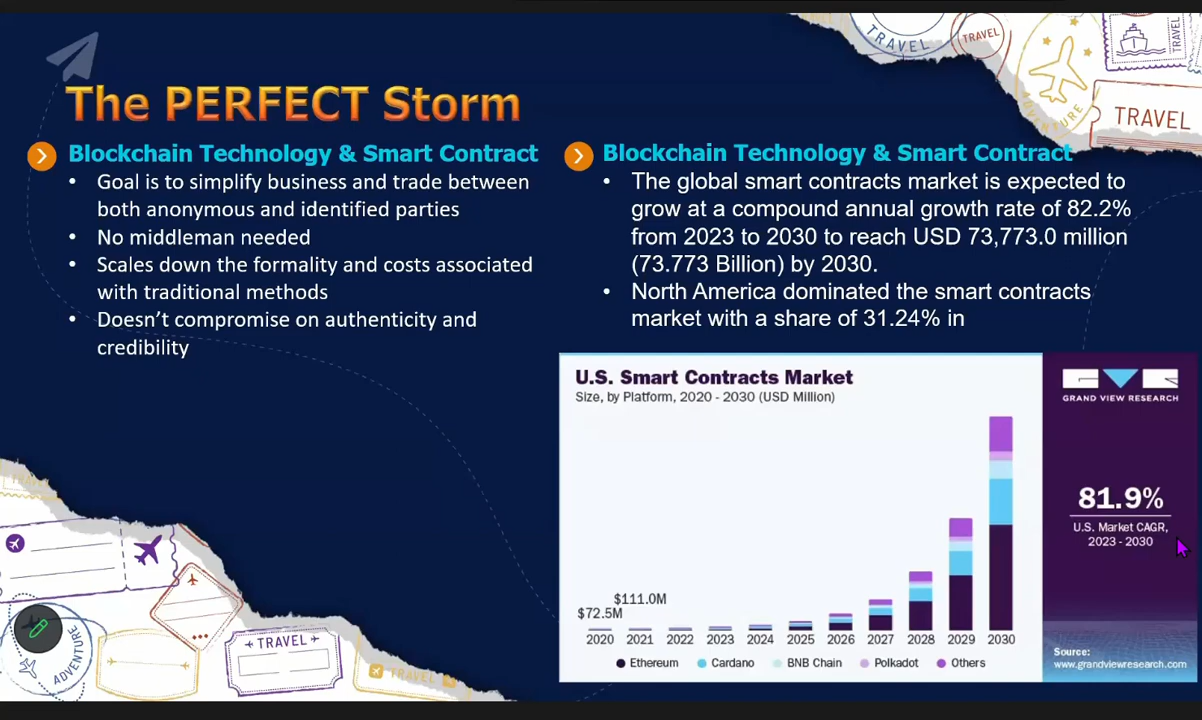 TRAVEL
TRAVEL
TRAVEL
ADVENTURE
TRAVEL
The PERFECT Storm
Blockchain Technology & Smart Contract
• Goal is to simplify business and trade between
both anonymous and identified parties
• No middleman needed
• Scales down the formality and costs associated
with traditional methods
• Doesn't compromise on authenticity and
credibility
Blockchain Technology & Smart Contract
• The global smart contracts market is expected to
grow at a compound annual growth rate of 82.2%
from 2023 to 2030 to reach USD 73,773.0 million
(73.773 Billion) by 2030.
• North America dominated the smart contracts
market with a share of 31.24% in
U.S. Smart Contracts Market
Size, by Platform, 2020 - 2030 (USD Million)
$72.5M
$111.0M
2020 2021 2022 2023 2024 2025 2026 2027 2028 2029 2030
Ethereum Cardano BNB Chain Polkadot Others
GVR
GRAND VIEW RESEARCH
81.9%
U.S. Market CAGR,
2023 - 2030
Source:
www.grandviewresearch.com
ADVENTURE
TRAVEL
TRAVEL